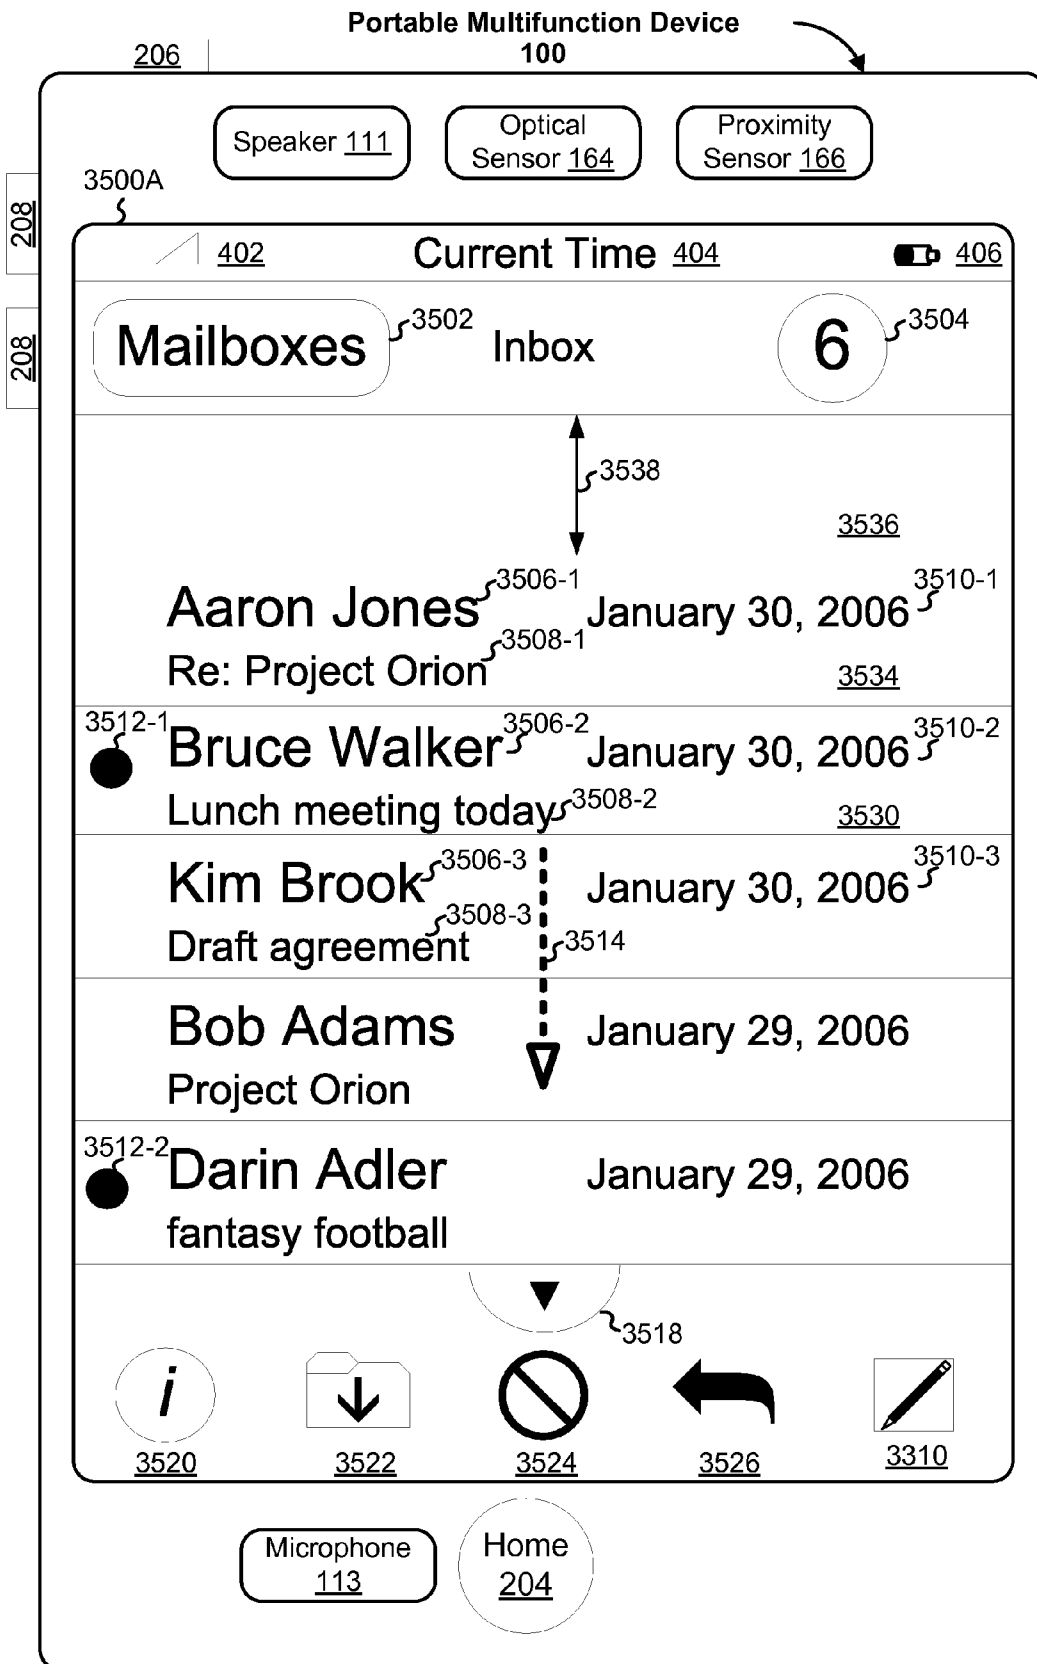 Portable Multifunction Device
100
206
Speaker 111
Optical
Sensor 164
Proximity
Sensor 166
3500A
208
208
402
Current Time 404
406
Mailboxes
3502
Inbox
6
3504
3538
3536
Aaron Jones
3506-1
January 30, 2006
3510-1
Re: Project Orion
3508-1
3534
3512-1
Bruce Walker
3506-2
January 30, 2006
3510-2
Lunch meeting today
3508-2
3530
Kim Brook
3506-3
January 30, 2006
3510-3
Draft agreement
3508-3
3514
Bob Adams
January 29, 2006
Project Orion
3512-2
Darin Adler
January 29, 2006
fantasy football
3518
i
3520
3522
3524
3526
3310
Microphone
113
Home
204